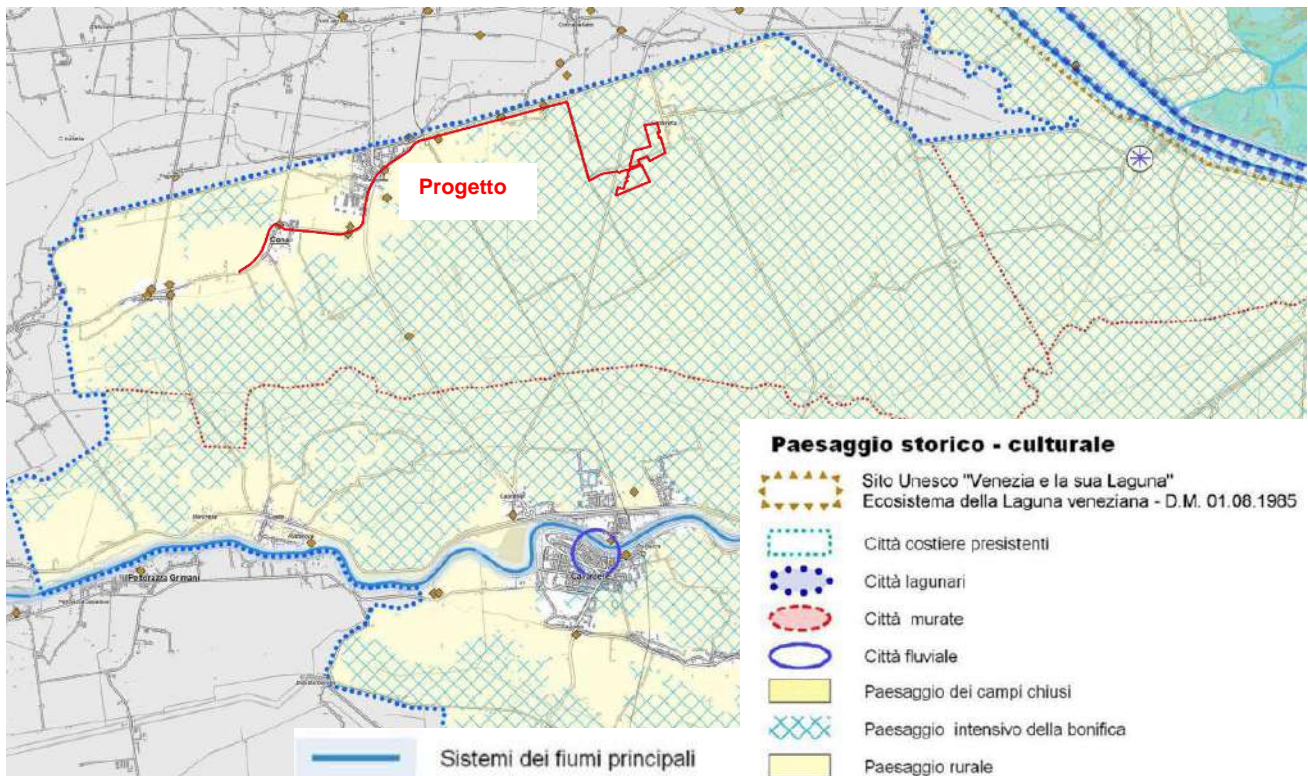 Progetto
Cona
Pettorazza Grimani
Cavarzere
Paesaggio storico - culturale
Sito Unesco "Venezia e la sua Laguna"
Ecosistema della Laguna veneziana - D.M. 01.08.1985
Città costiere presistenti
Città lagunari
Città murate
Città fluviale
Paesaggio dei campi chiusi
Paesaggio intensivo della bonifica
Paesaggio rurale
Sistemi dei fiumi principali